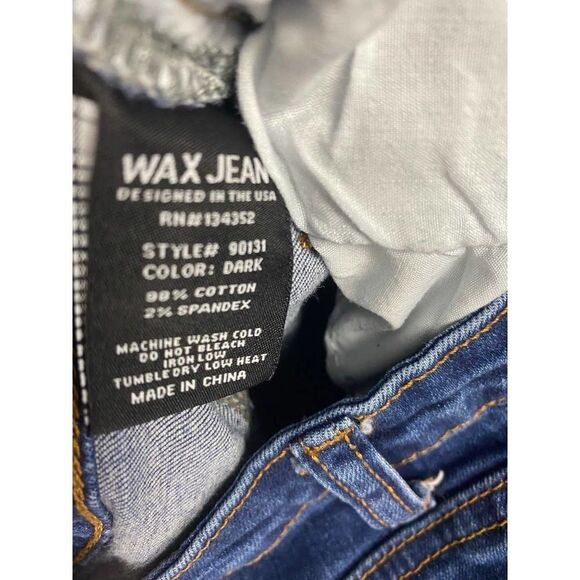 WAX JEAN
DESIGNED IN THE USA
RN#134352
STYLE# 90131
COLOR: DARK
98% COTTON
2% SPANDEX
MACHINE WASH COLD
DO NOT BLEACH
IRON LOW
TUMBLE DRY LOW HEAT
MADE IN CHINA